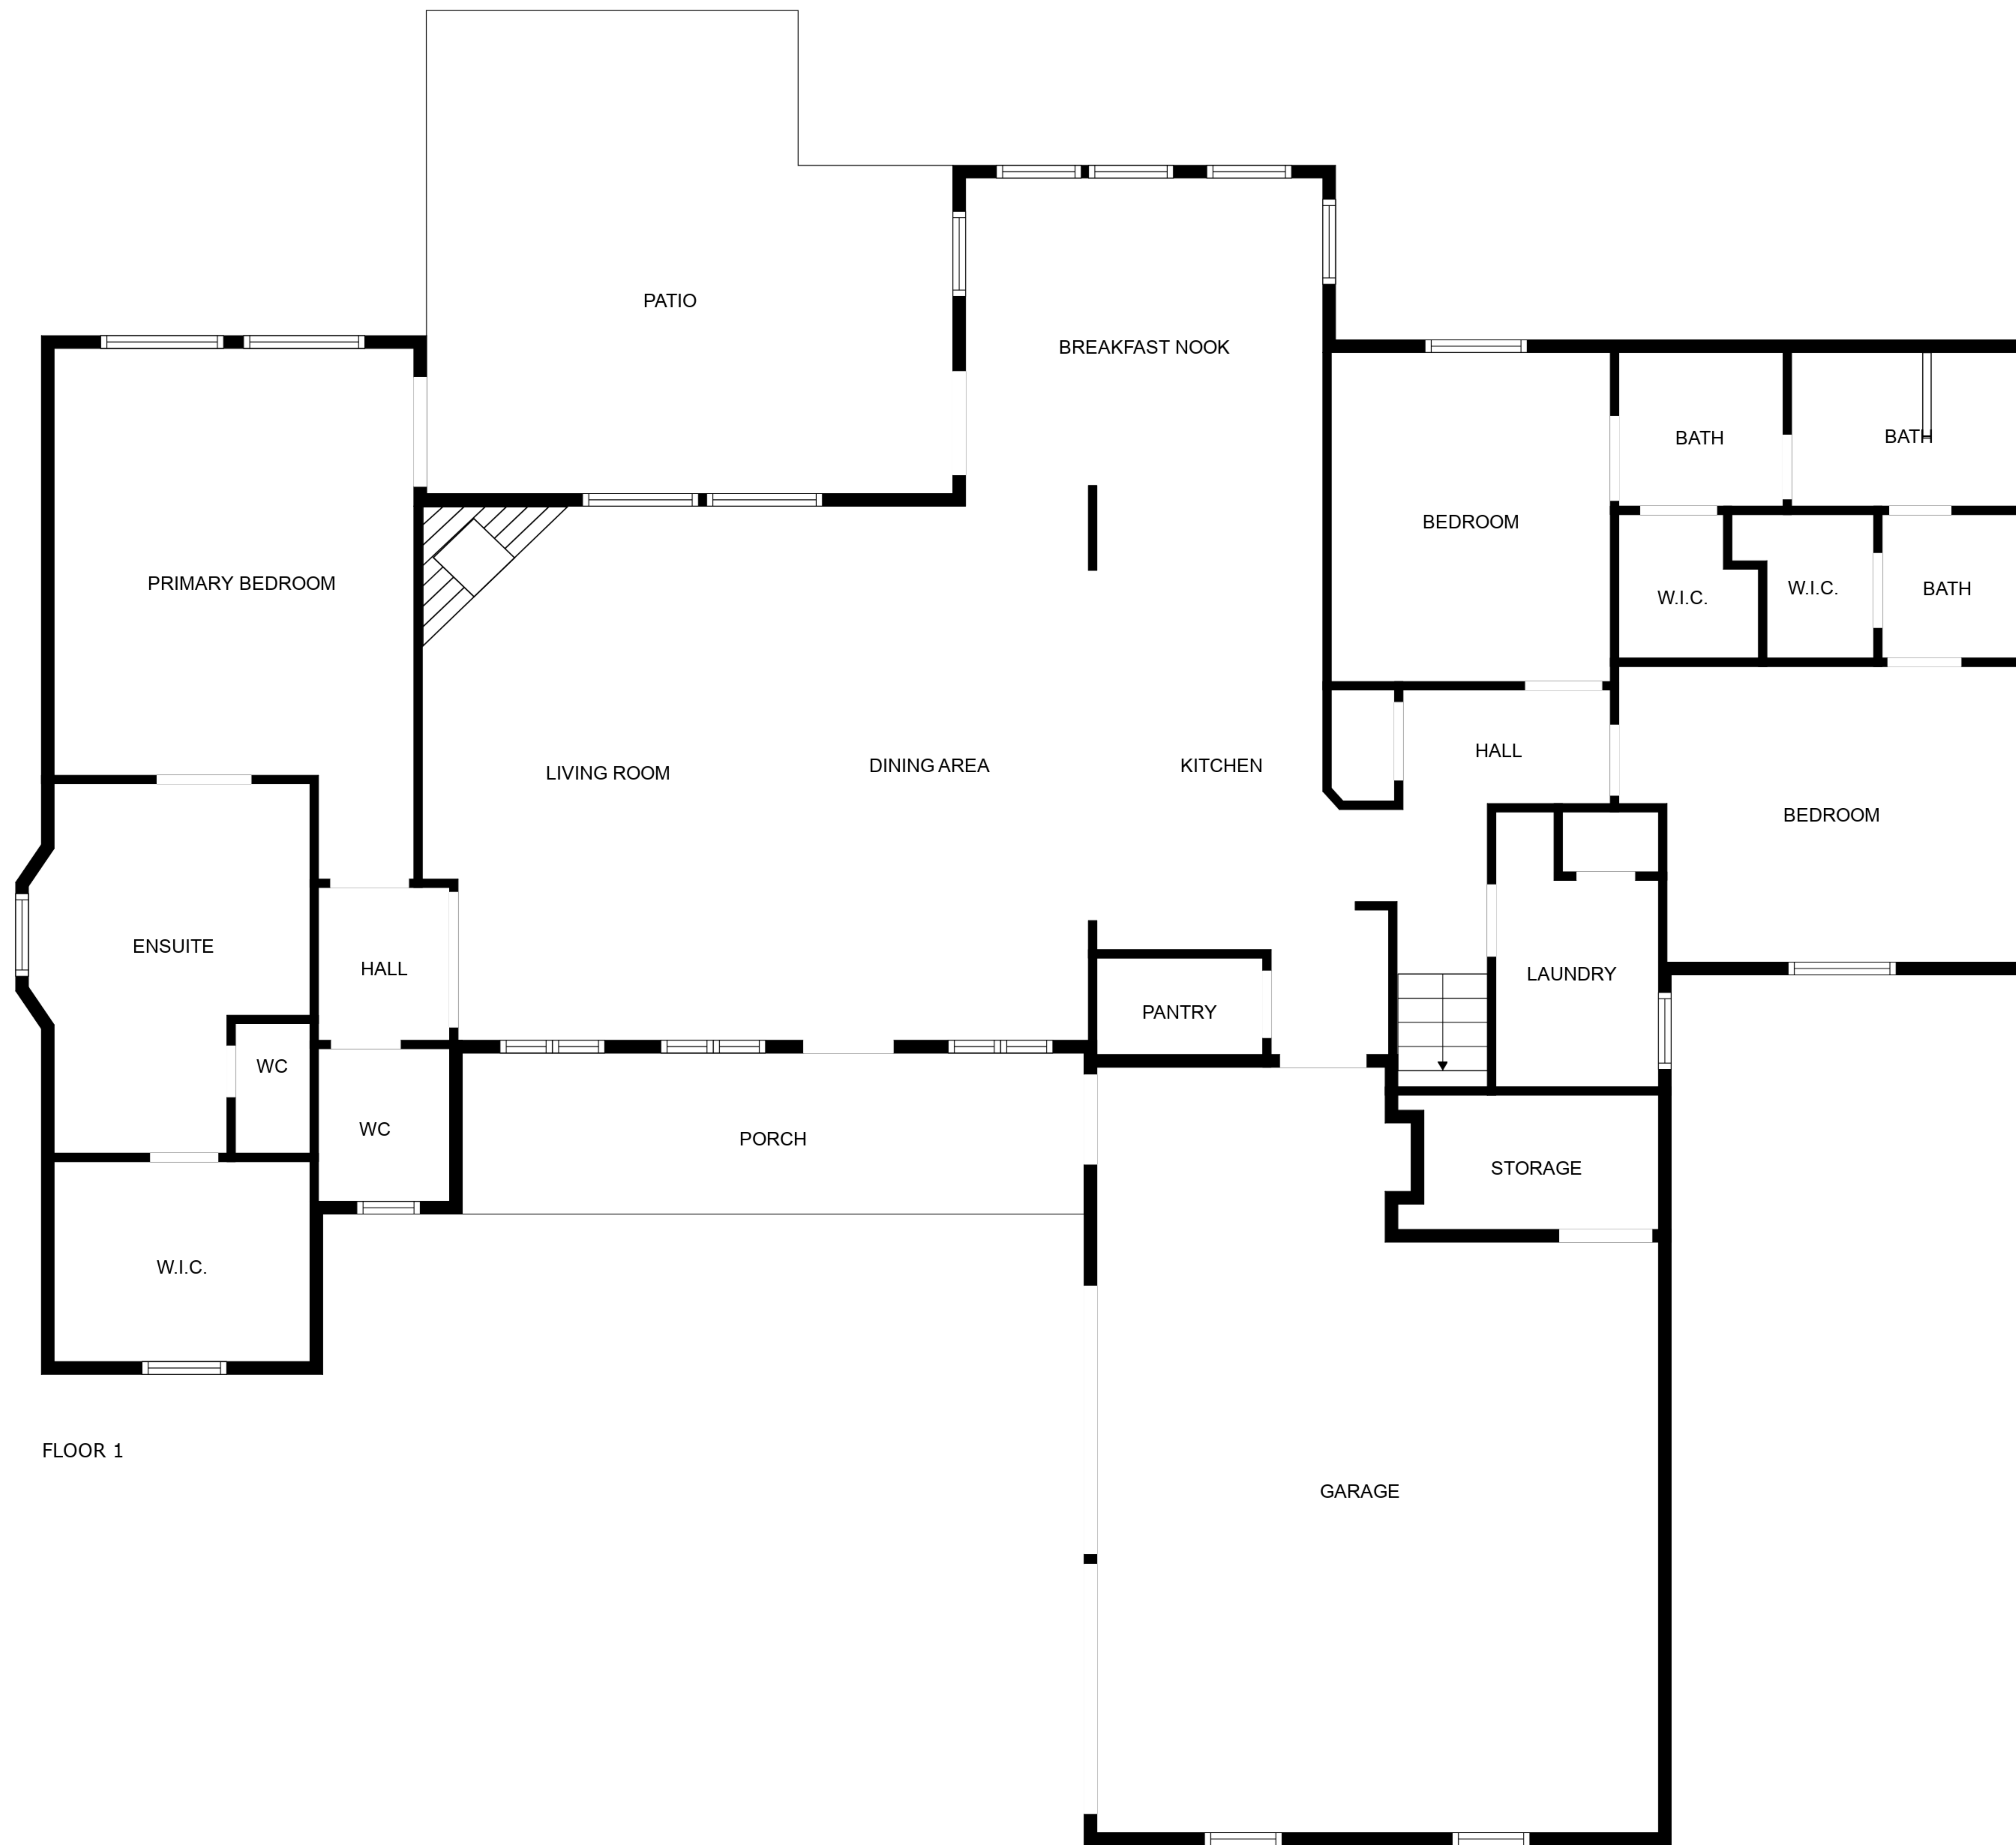 PATIO
BREAKFAST NOOK
BATH
BATH
BEDROOM
PRIMARY BEDROOM
W.I.C.
W.I.C.
BATH
LIVING ROOM
DINING AREA
KITCHEN
HALL
BEDROOM
ENSUITE
HALL
LAUNDRY
PANTRY
WC
WC
PORCH
STORAGE
W.I.C.
FLOOR 1
GARAGE